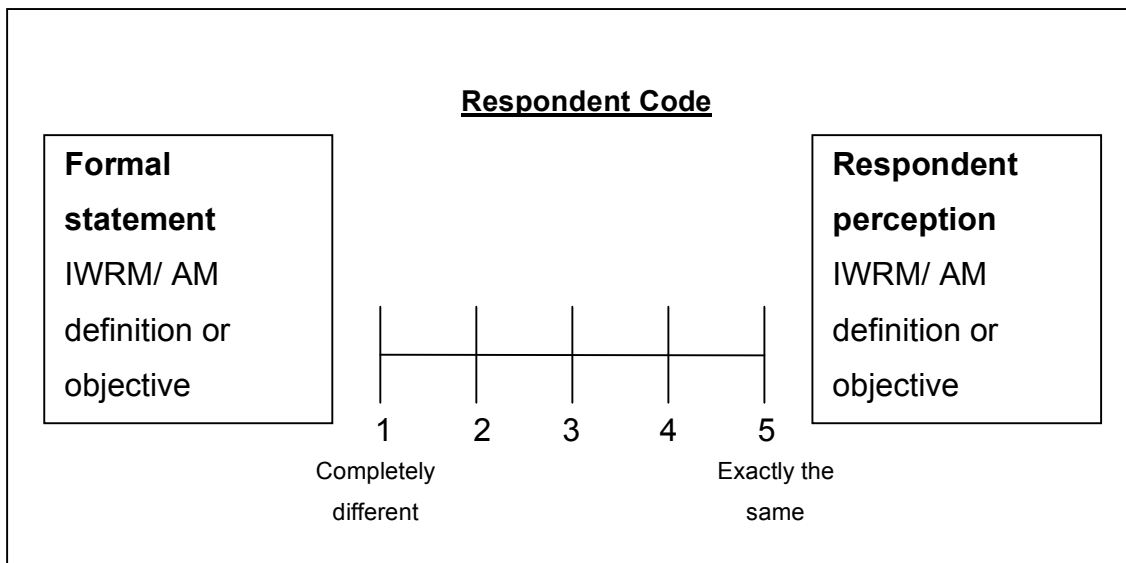 Respondent Code
Formal
statement
IWRM/ AM
definition or
objective
Respondent
perception
IWRM/ AM
definition or
objective
1 2 3 4 5
Completely
different
Exactly the
same